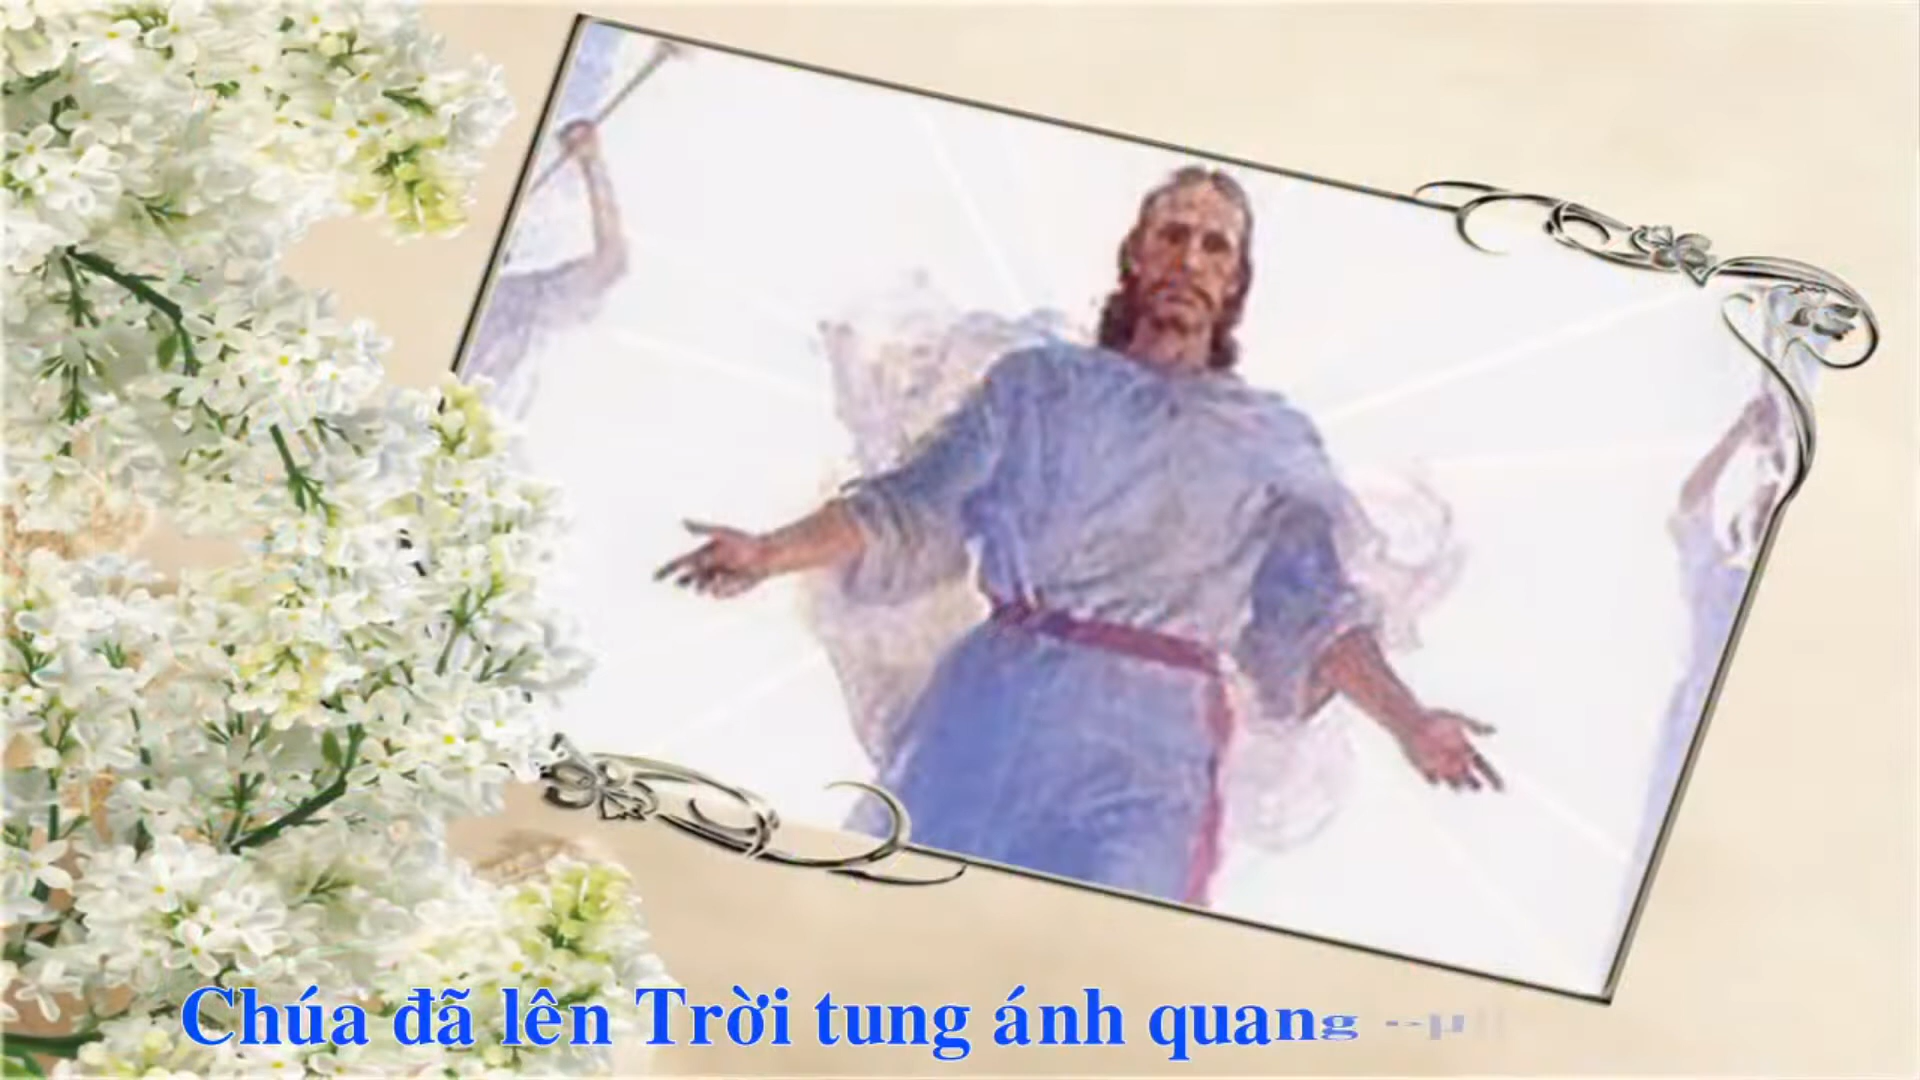 Chúa đã lên Trời tung ánh quang